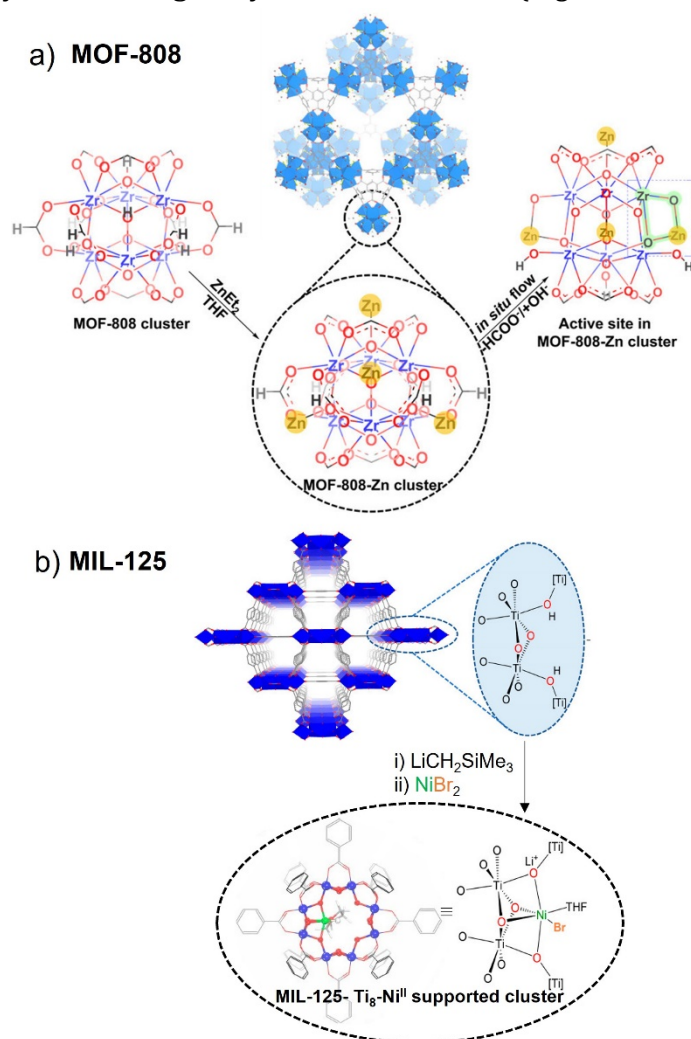 a) MOF-808
MOF-808 cluster
ZnEt2
THF
MOF-808-Zn cluster
in situ flow
-HCOO-/+OH-
Active site in
MOF-808-Zn cluster
b) MIL-125
i) LiCH2SiMe3
ii) NiBr2
MIL-125- Ti8-NiII supported cluster
O
O
O
O
O
O
Ti
Ti
O
H
H
O
[Ti]
[Ti]
Li+
Ni
THF
Br
≡
Zr
Zn
H